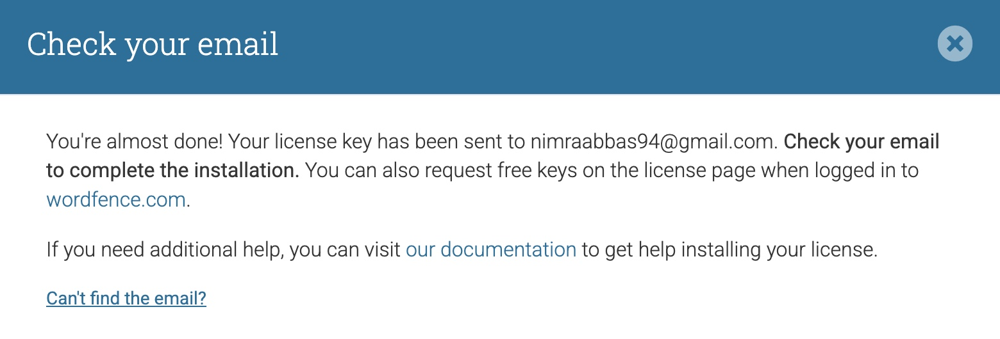 Check your email
You're almost done! Your license key has been sent to nimraabbas94@gmail.com. Check your email
to complete the installation. You can also request free keys on the license page when logged in to
wordfence.com.
If you need additional help, you can visit our documentation to get help installing your license.
Can't find the email?